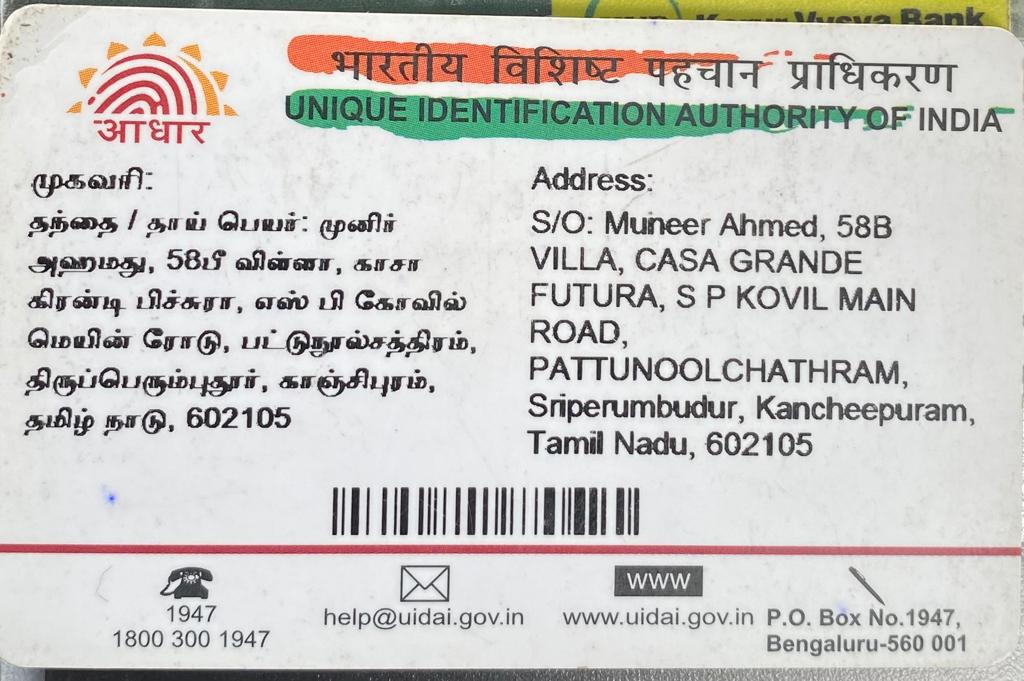 Karur Vysya Bank
आधार
भारतीय विशिष्ट पहचान प्राधिकरण
UNIQUE IDENTIFICATION AUTHORITY OF INDIA
முகவரி:
தந்தை / தாய் பெயர்: முனிர்
அஹமது, 58பீ வில்லா, காசா
கிரண்டி பிச்சுரா, எஸ் பி கோவில்
மெயின் ரோடு, பட்டுநூல்சத்திரம்,
திருப்பெரும்புதூர், காஞ்சிபுரம்,
தமிழ் நாடு, 602105
Address:
S/O: Muneer Ahmed, 58B
VILLA, CASA GRANDE
FUTURA, S P KOVIL MAIN
ROAD,
PATTUNOOLCHATHRAM,
Sriperumbudur, Kancheepuram,
Tamil Nadu, 602105
1947
1800 300 1947
help@uidai.gov.in
www
www.uidai.gov.in
P.O. Box No.1947,
Bengaluru-560 001